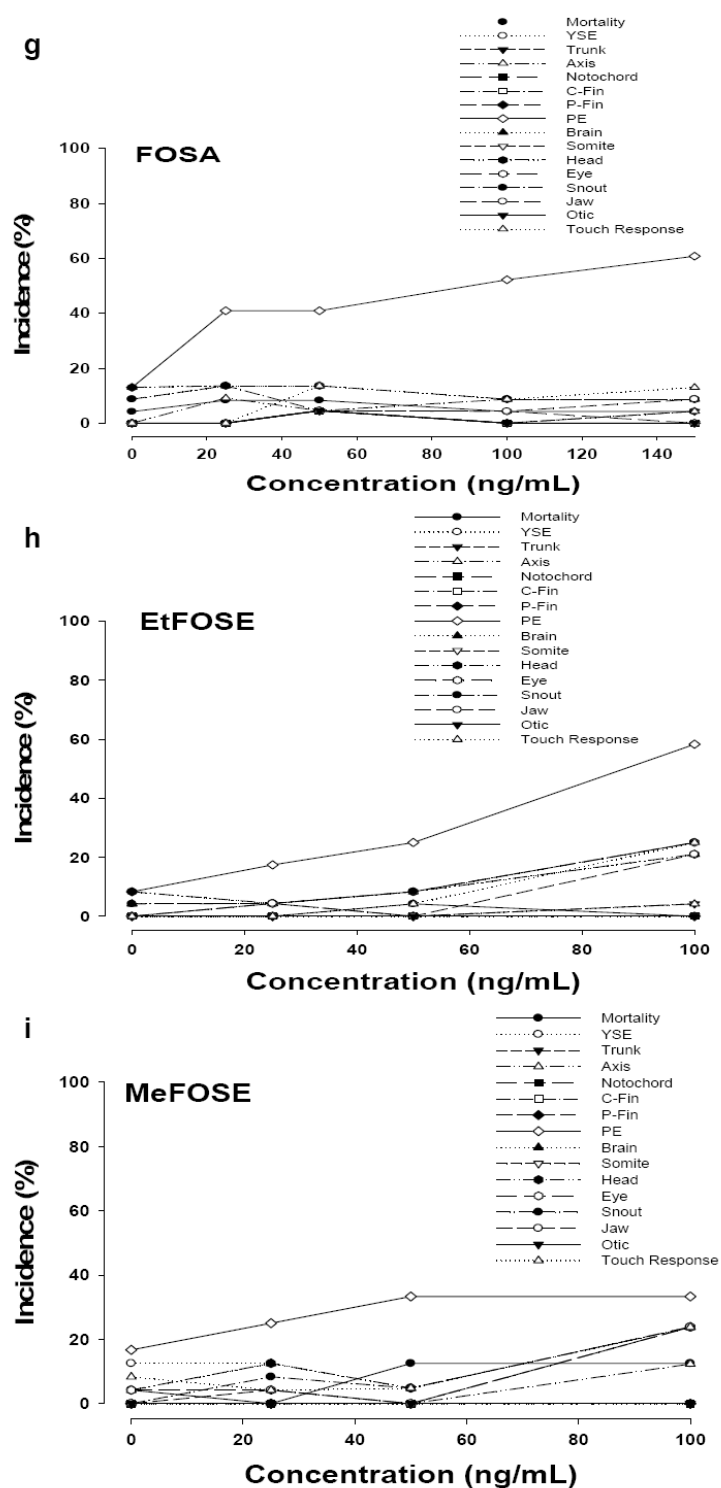 g
Mortality
YSE
Trunk
Axis
Notochord
C-Fin
P-Fin
PE
Brain
Somite
Head
Eye
Snout
Jaw
Otic
Touch Response
FOSA
100
80
60
40
20
0
Incidence (%)
0 20 40 60 80 100 120 140
Concentration (ng/mL)
h
Mortality
YSE
Trunk
Axis
Notochord
C-Fin
P-Fin
PE
Brain
Somite
Head
Eye
Snout
Jaw
Otic
Touch Response
EtFOSE
100
80
60
40
20
0
Incidence (%)
0 20 40 60 80 100
Concentration (ng/mL)
i
Mortality
YSE
Trunk
Axis
Notochord
C-Fin
P-Fin
PE
Brain
Somite
Head
Eye
Snout
Jaw
Otic
Touch Response
MeFOSE
100
80
60
40
20
0
Incidence (%)
0 20 40 60 80 100
Concentration (ng/mL)